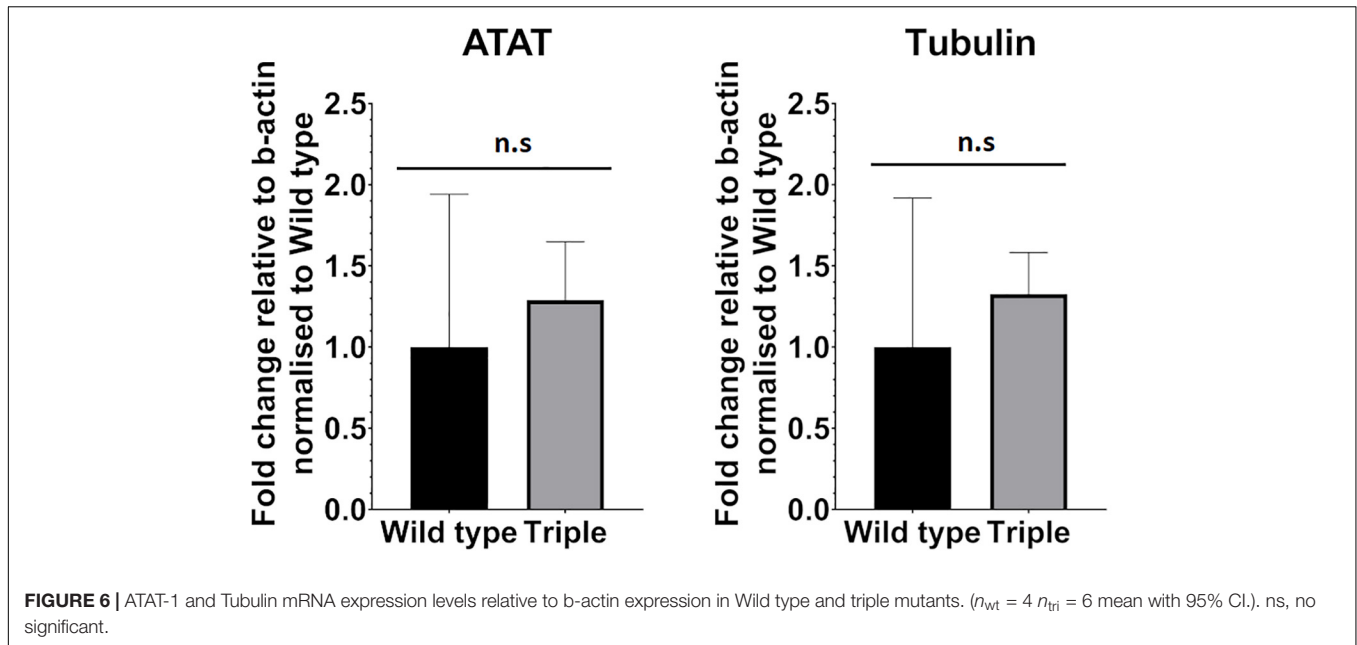 ATAT
Fold change relative to b-actin
normalised to Wild type
2.5
2.0
1.5
1.0
0.5
0.0
n.s
Wild type Triple
Tubulin
Fold change relative to b-actin
normalised to Wild type
2.5
2.0
1.5
1.0
0.5
0.0
n.s
Wild type Triple
FIGURE 6 | ATAT-1 and Tubulin mRNA expression levels relative to b-actin expression in Wild type and triple mutants. (nwt = 4 ntri = 6 mean with 95% CI.). ns, no
significant.